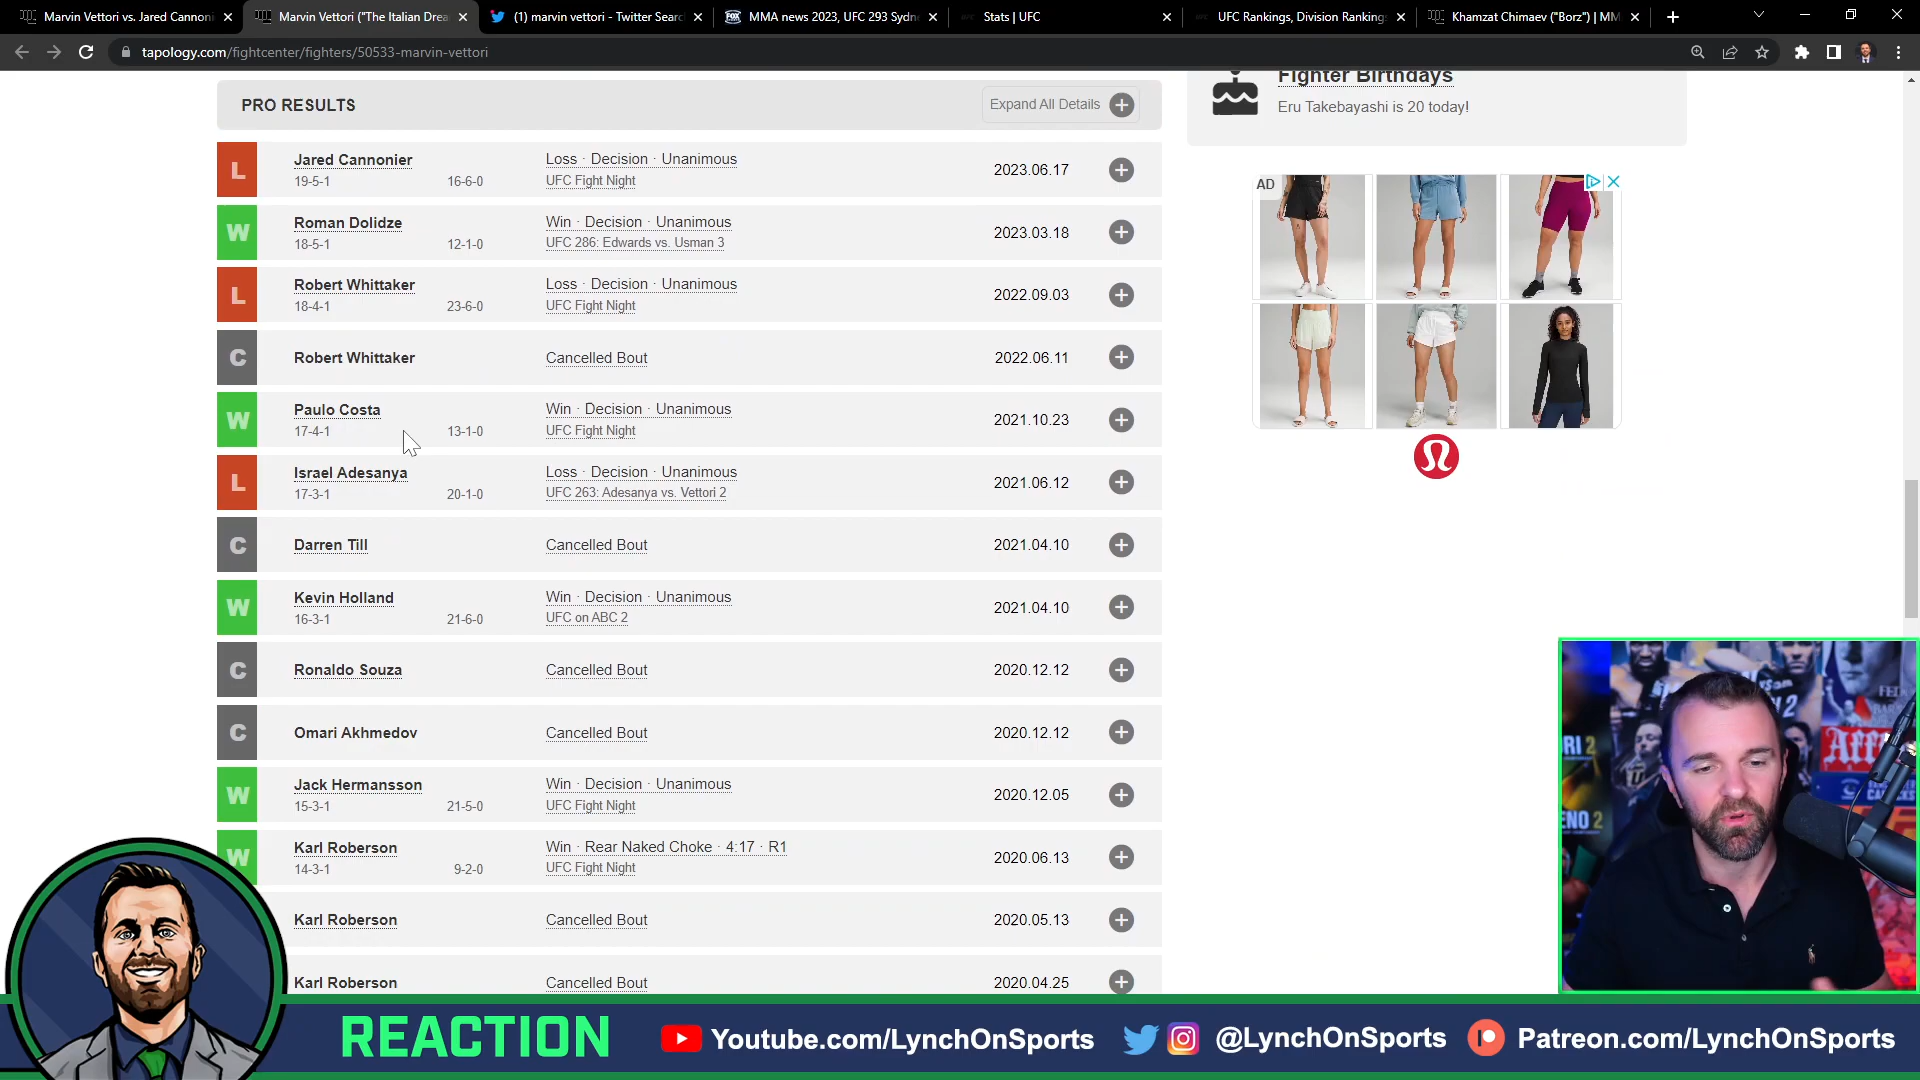 Marvin Vettori vs. Jared Cannoni
Marvin Vettori ("The Italian Drea
(1) marvin vettori - Twitter Searc
MMA news 2023, UFC 293 Sydn
Stats | UFC
UFC Rankings, Division Ranking
Khamzat Chimaev ("Borz") | MM
tapology.com/fightcenter/fighters/50533-marvin-vettori
PRO RESULTS
Expand All Details
Fighter Birthdays
Eru Takebayashi is 20 today!
AD
L
Jared Cannonier
Loss · Decision · Unanimous
2023.06.17
19-5-1
16-6-0
UFC Fight Night
W
Roman Dolidze
Win · Decision · Unanimous
2023.03.18
18-5-1
12-1-0
UFC 286: Edwards vs. Usman 3
L
Robert Whittaker
Loss · Decision · Unanimous
2022.09.03
18-4-1
23-6-0
UFC Fight Night
C
Robert Whittaker
Cancelled Bout
2022.06.11
W
Paulo Costa
Win · Decision · Unanimous
2021.10.23
17-4-1
13-1-0
UFC Fight Night
L
Israel Adesanya
Loss · Decision · Unanimous
2021.06.12
17-3-1
20-1-0
UFC 263: Adesanya vs. Vettori 2
C
Darren Till
Cancelled Bout
2021.04.10
W
Kevin Holland
Win · Decision · Unanimous
2021.04.10
16-3-1
21-6-0
UFC on ABC 2
C
Ronaldo Souza
Cancelled Bout
2020.12.12
C
Omari Akhmedov
Cancelled Bout
2020.12.12
W
Jack Hermansson
Win · Decision · Unanimous
2020.12.05
15-3-1
21-5-0
UFC Fight Night
W
Karl Roberson
Win · Rear Naked Choke · 4:17 · R1
2020.06.13
14-3-1
9-2-0
UFC Fight Night
Karl Roberson
Cancelled Bout
2020.05.13
Karl Roberson
Cancelled Bout
2020.04.25
REACTION
Youtube.com/LynchOnSports
@LynchOnSports
Patreon.com/LynchOnSports